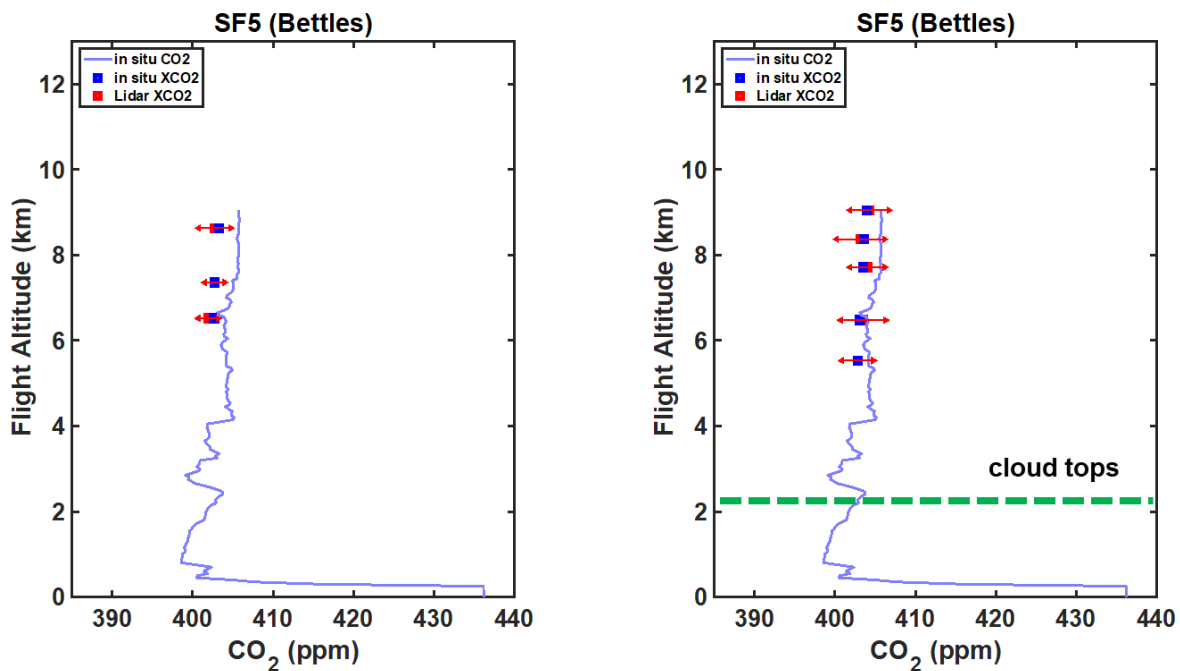 SF5 (Bettles)
in situ CO2
in situ XCO2
Lidar XCO2
12
10
8
6
4
2
0
Flight Altitude (km)
390 400 410 420 430 440
CO2 (ppm)
SF5 (Bettles)
in situ CO2
in situ XCO2
Lidar XCO2
cloud tops
12
10
8
6
4
2
0
Flight Altitude (km)
390 400 410 420 430 440
CO2 (ppm)